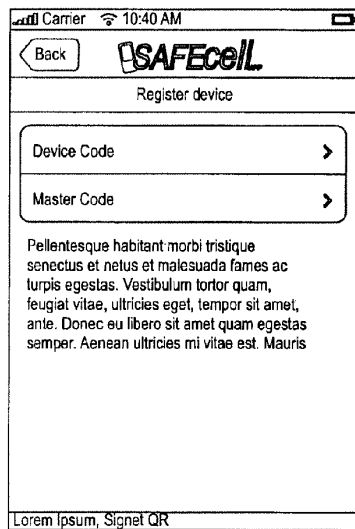 Carrier 10:40 AM
Back SAFEcell.
Register device
Device Code
Master Code
Pellentesque habitant morbi tristique
senectus et netus et malesuada fames ac
turpis egestas. Vestibulum tortor quam,
feugiat vitae, ultricies eget, tempor sit amet,
ante. Donec eu libero sit amet quam egestas
semper. Aenean ultricies mi vitae est. Mauris
Lorem Ipsum, Signet QR